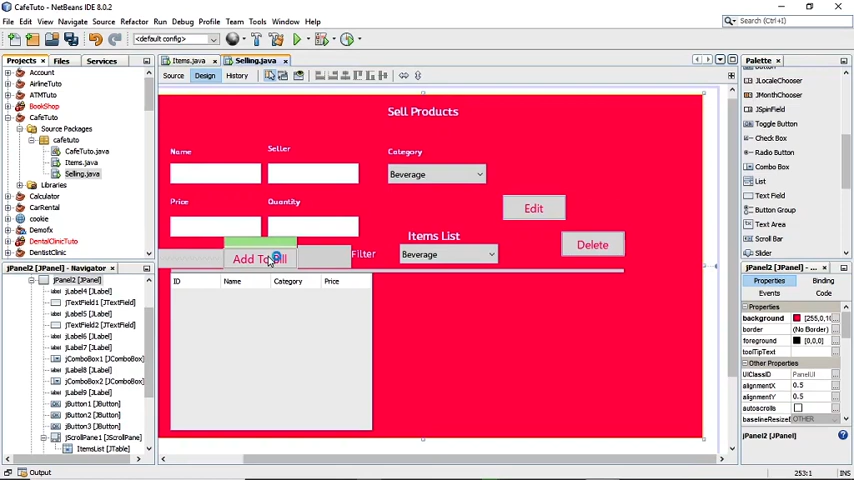 CafeTuto - NetBeans IDE 8.0.2
File Edit View Navigate Source Refactor Run Debug Profile Team Tools Window Help
Search (Ctrl+I)
<default config>
Projects Files Services
Items.java Selling.java
Palette
Source Design History
Account
AirlineTuto
ATMTuto
BookShop
CafeTuto
Source Packages
cafetuto
CafeTuto.java
Items.java
Selling.java
Libraries
Calculator
CarRental
cookie
Demofx
DentalClinicTuto
DentistClinic
Sell Products
Name
Seller
Category
Beverage
Price
Quantity
Edit
Items List
Delete
Add To Bill
Filter
Beverage
ID Name Category Price
JLocaleChooser
JMonthChooser
JSpinField
Toggle Button
Check Box
Radio Button
Combo Box
List
Text Field
Button Group
Text Area
Scroll Bar
Slider
jPanel2 [JPanel] - Navigator
jPanel2 [JPanel]
jLabel4 [JLabel]
jTextField1 [JTextField]
jLabel5 [JLabel]
jTextField2 [JTextField]
jLabel6 [JLabel]
jLabel7 [JLabel]
jComboBox1 [JComboBox]
jLabel8 [JLabel]
jComboBox2 [JComboBox]
jLabel9 [JLabel]
jButton1 [JButton]
jButton2 [JButton]
jButton3 [JButton]
jScrollPane1 [JScrollPane]
ItemsList [JTable]
jPanel2 [JPanel] - ...
Properties Binding
Events Code
Properties
background [255,0,10
border (No Border)
foreground [0,0,0]
toolTipText
Other Properties
UIClassID PanelUI
alignmentX 0.5
alignmentY 0.5
autoscrolls
baselineResizeB OTHER
jPanel2 [JPanel]
Output
253:1 INS